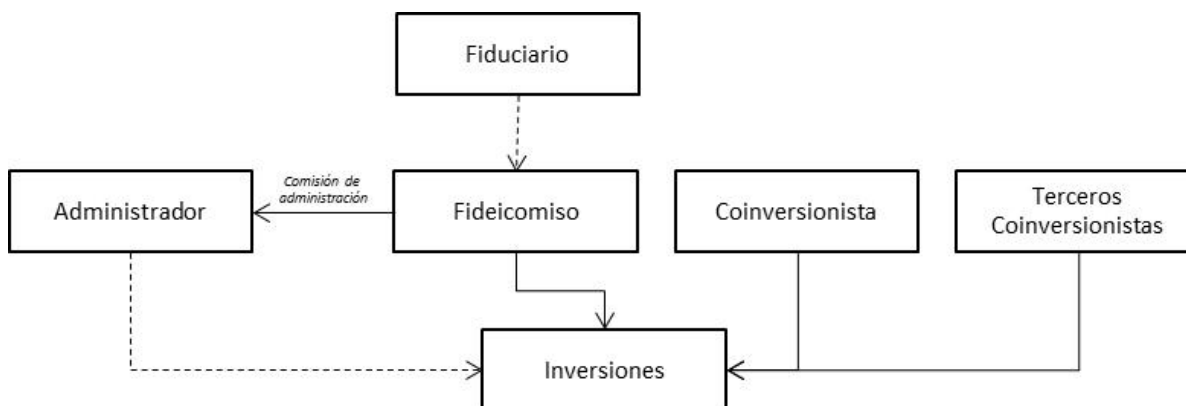 Fiduciario
Comisión de
administración
Administrador
Fideicomiso
Coinversionista
Terceros
Coinversionistas
Inversiones